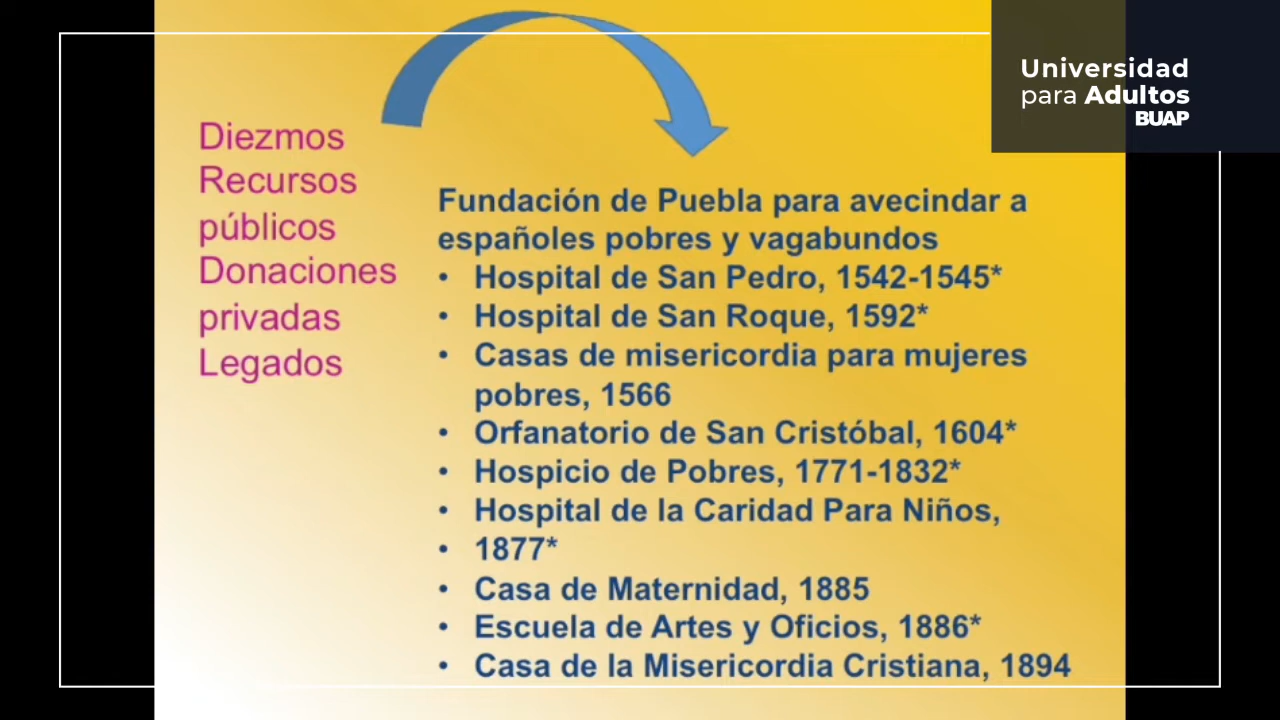 Universidad
para Adultos
BUAP
Diezmos
Recursos
públicos
Donaciones
privadas
Legados
Fundación de Puebla para avecindar a
españoles pobres y vagabundos
• Hospital de San Pedro, 1542-1545*
• Hospital de San Roque, 1592*
• Casas de misericordia para mujeres
pobres, 1566
• Orfanatorio de San Cristóbal, 1604*
• Hospicio de Pobres, 1771-1832*
• Hospital de la Caridad Para Niños,
• 1877*
• Casa de Maternidad, 1885
• Escuela de Artes y Oficios, 1886*
• Casa de la Misericordia Cristiana, 1894